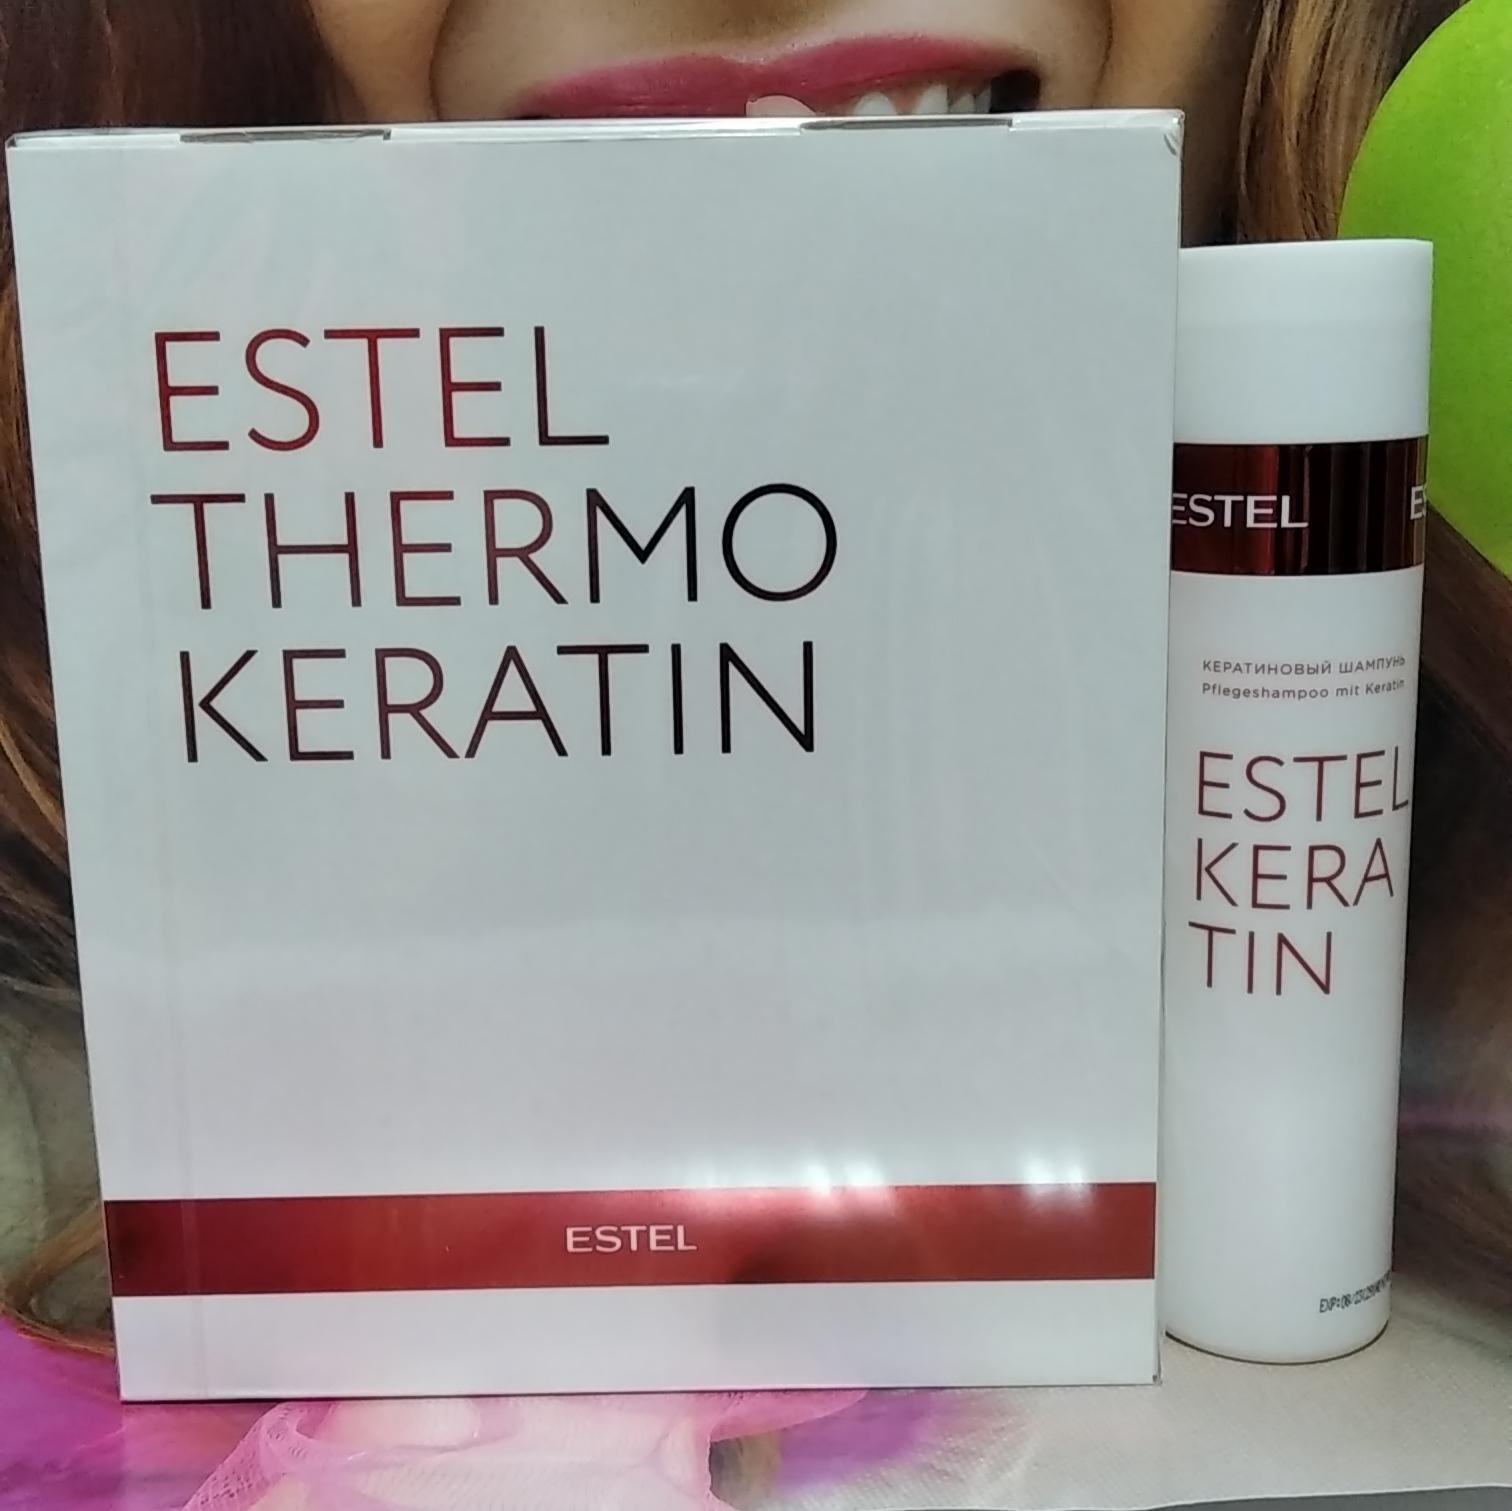 ESTEL
THERMO
KERATIN
ESTEL
ESTEL
КЕРАТИНОВЫЙ ШАМПУНЬ
Pflegeshampoo mit Keratin
ESTEL
KERA
TIN